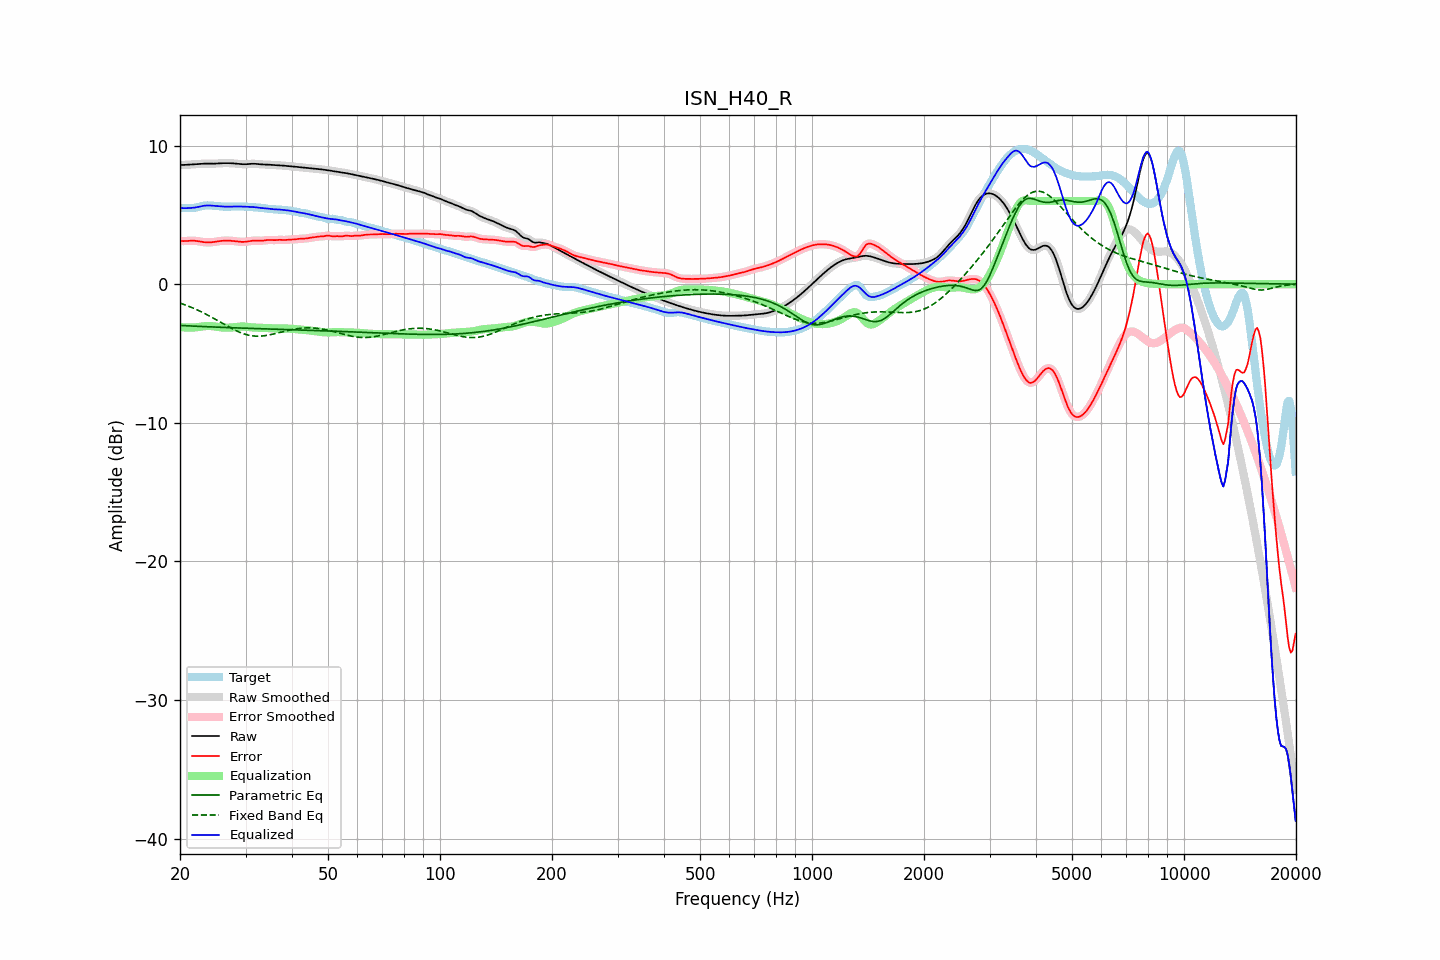 ISN_H40_R
10
0
−10
−20
−30
−40
Amplitude (dBr)
Target
Raw Smoothed
Error Smoothed
Raw
Error
Equalization
Parametric Eq
Fixed Band Eq
Equalized
20 50 100 200 500 1000 2000 5000 10000 20000
Frequency (Hz)